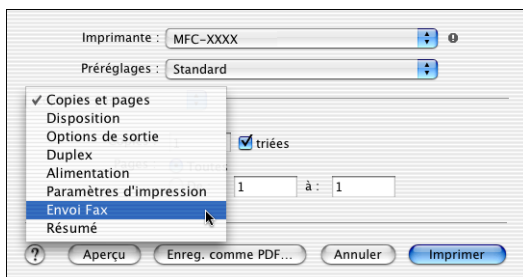 Imprimante : MFC-XXXX
Préréglages : Standard
✓ Copies et pages
Disposition
Options de sortie
triées
Duplex
Toutes
Alimentation
Paramètres d'impression
1 à : 1
Envoi Fax
Résumé
? Aperçu Enreg. comme PDF... Annuler Imprimer